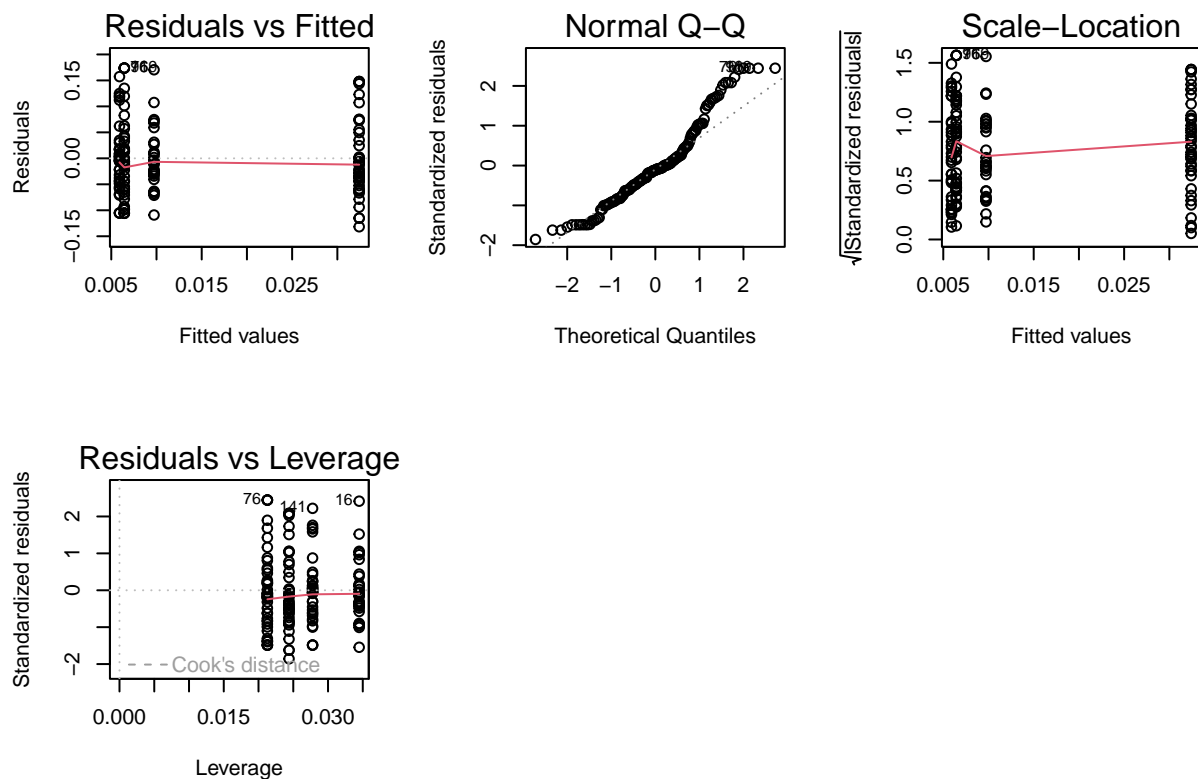 Residuals vs Fitted
Residuals
0.15
0.00
−0.15
0.005
0.015
0.025
Fitted values
Normal Q−Q
Standardized residuals
2
1
0
−2
−2
−1
0
1
2
Theoretical Quantiles
Scale−Location
√|Standardized residuals|
1.5
1.0
0.5
0.0
0.005
0.015
0.025
Fitted values
Residuals vs Leverage
Standardized residuals
2
1
0
−2
76
141
16
Cook's distance
0.000
0.015
0.030
Leverage